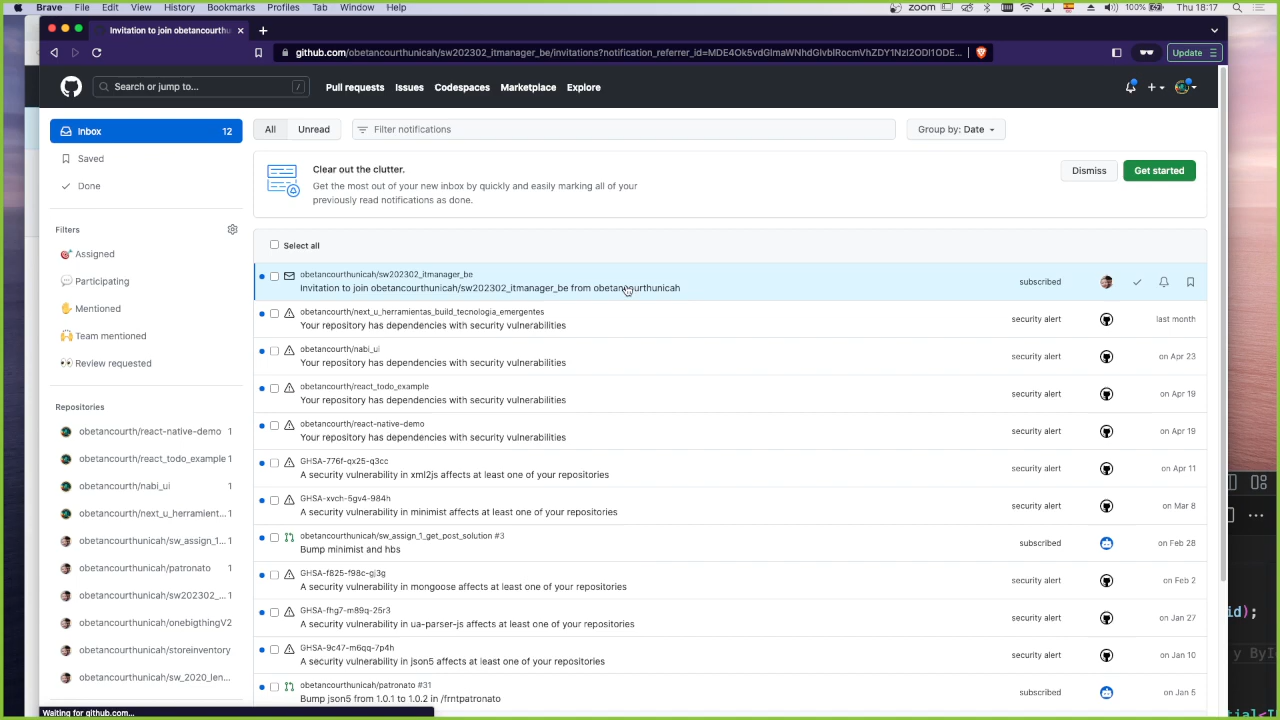 Brave File Edit View History Bookmarks Profiles Tab Window Help zoom 100% Thu 18:17
Invitation to join obetancourthu
github.com/obetancourthunicah/sw202302_itmanager_be/invitations?notification_referrer_id=MDE4Ok5vdGlmaWNhdGlvblRocmVhZDY1NzI2ODI1ODE... Update
Search or jump to... / Pull requests Issues Codespaces Marketplace Explore
Inbox 12
Saved
Done
Filters
Assigned
Participating
Mentioned
Team mentioned
Review requested
Repositories
obetancourth/react-native-demo 1
obetancourth/react_todo_example 1
obetancourth/nabi_ui 1
obetancourth/next_u_herramient... 1
obetancourthunicah/sw_assign_1... 1
obetancourthunicah/patronato 1
obetancourthunicah/sw202302_...
obetancourthunicah/onebigthingV2
obetancourthunicah/storeinventory
obetancourthunicah/sw_2020_len...
All Unread Filter notifications Group by: Date
Clear out the clutter.
Get the most out of your new inbox by quickly and easily marking all of your
previously read notifications as done.
Dismiss Get started
Select all
obetancourthunicah/sw202302_itmanager_be
Invitation to join obetancourthunicah/sw202302_itmanager_be from obetancourthunicah subscribed
obetancourth/next_u_herramientas_build_tecnologia_emergentes
Your repository has dependencies with security vulnerabilities security alert last month
obetancourth/nabi_ui
Your repository has dependencies with security vulnerabilities security alert on Apr 23
obetancourth/react_todo_example
Your repository has dependencies with security vulnerabilities security alert on Apr 19
obetancourth/react-native-demo
Your repository has dependencies with security vulnerabilities security alert on Apr 19
GHSA-776f-qx25-q3cc
A security vulnerability in xml2js affects at least one of your repositories security alert on Apr 11
GHSA-xvch-5gv4-984h
A security vulnerability in minimist affects at least one of your repositories security alert on Mar 8
obetancourthunicah/sw_assign_1_get_post_solution #3
Bump minimist and hbs subscribed on Feb 28
GHSA-f825-f98c-gj3g
A security vulnerability in mongoose affects at least one of your repositories security alert on Feb 2
GHSA-fhg7-m89q-25r3
A security vulnerability in ua-parser-js affects at least one of your repositories security alert on Jan 27
GHSA-9c47-m6qq-7p4h
A security vulnerability in json5 affects at least one of your repositories security alert on Jan 10
obetancourthunicah/patronato #31
Bump json5 from 1.0.1 to 1.0.2 in /frntpatronato subscribed on Jan 5
id);
y ById
Waiting for github.com...